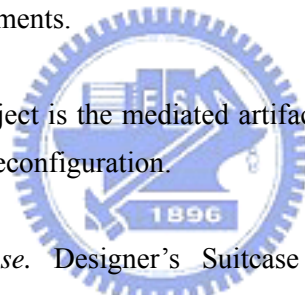 ments.
ject is the mediated artifac
econfiguration.
1896
se. Designer's Suitcase